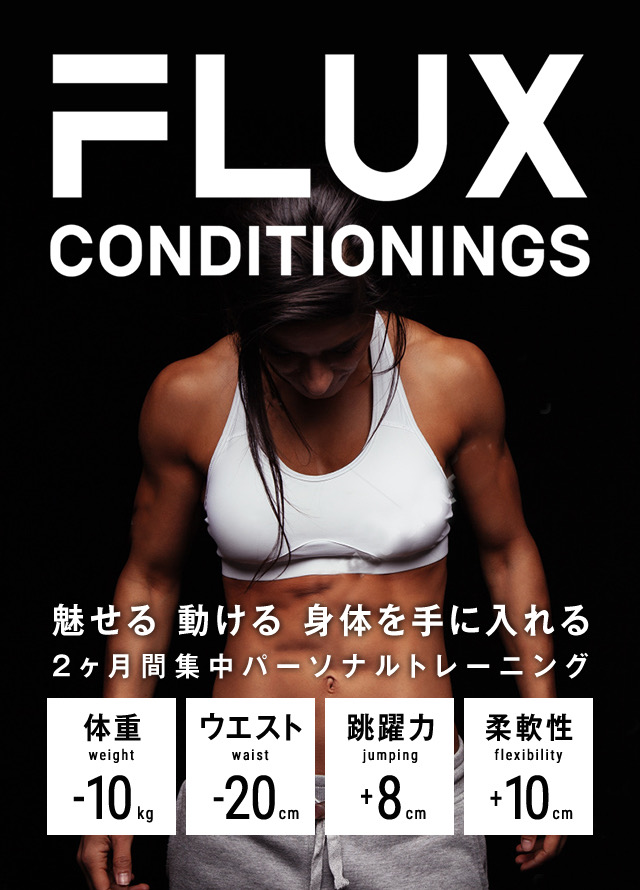 FLUX
CONDITIONINGS
魅せる 動ける 身体を手に入れる
2ヶ月間集中パーソナルトレーニング
体重
weight
-10kg
ウエスト
waist
-20cm
跳躍力
jumping
+8cm
柔軟性
flexibility
+10cm